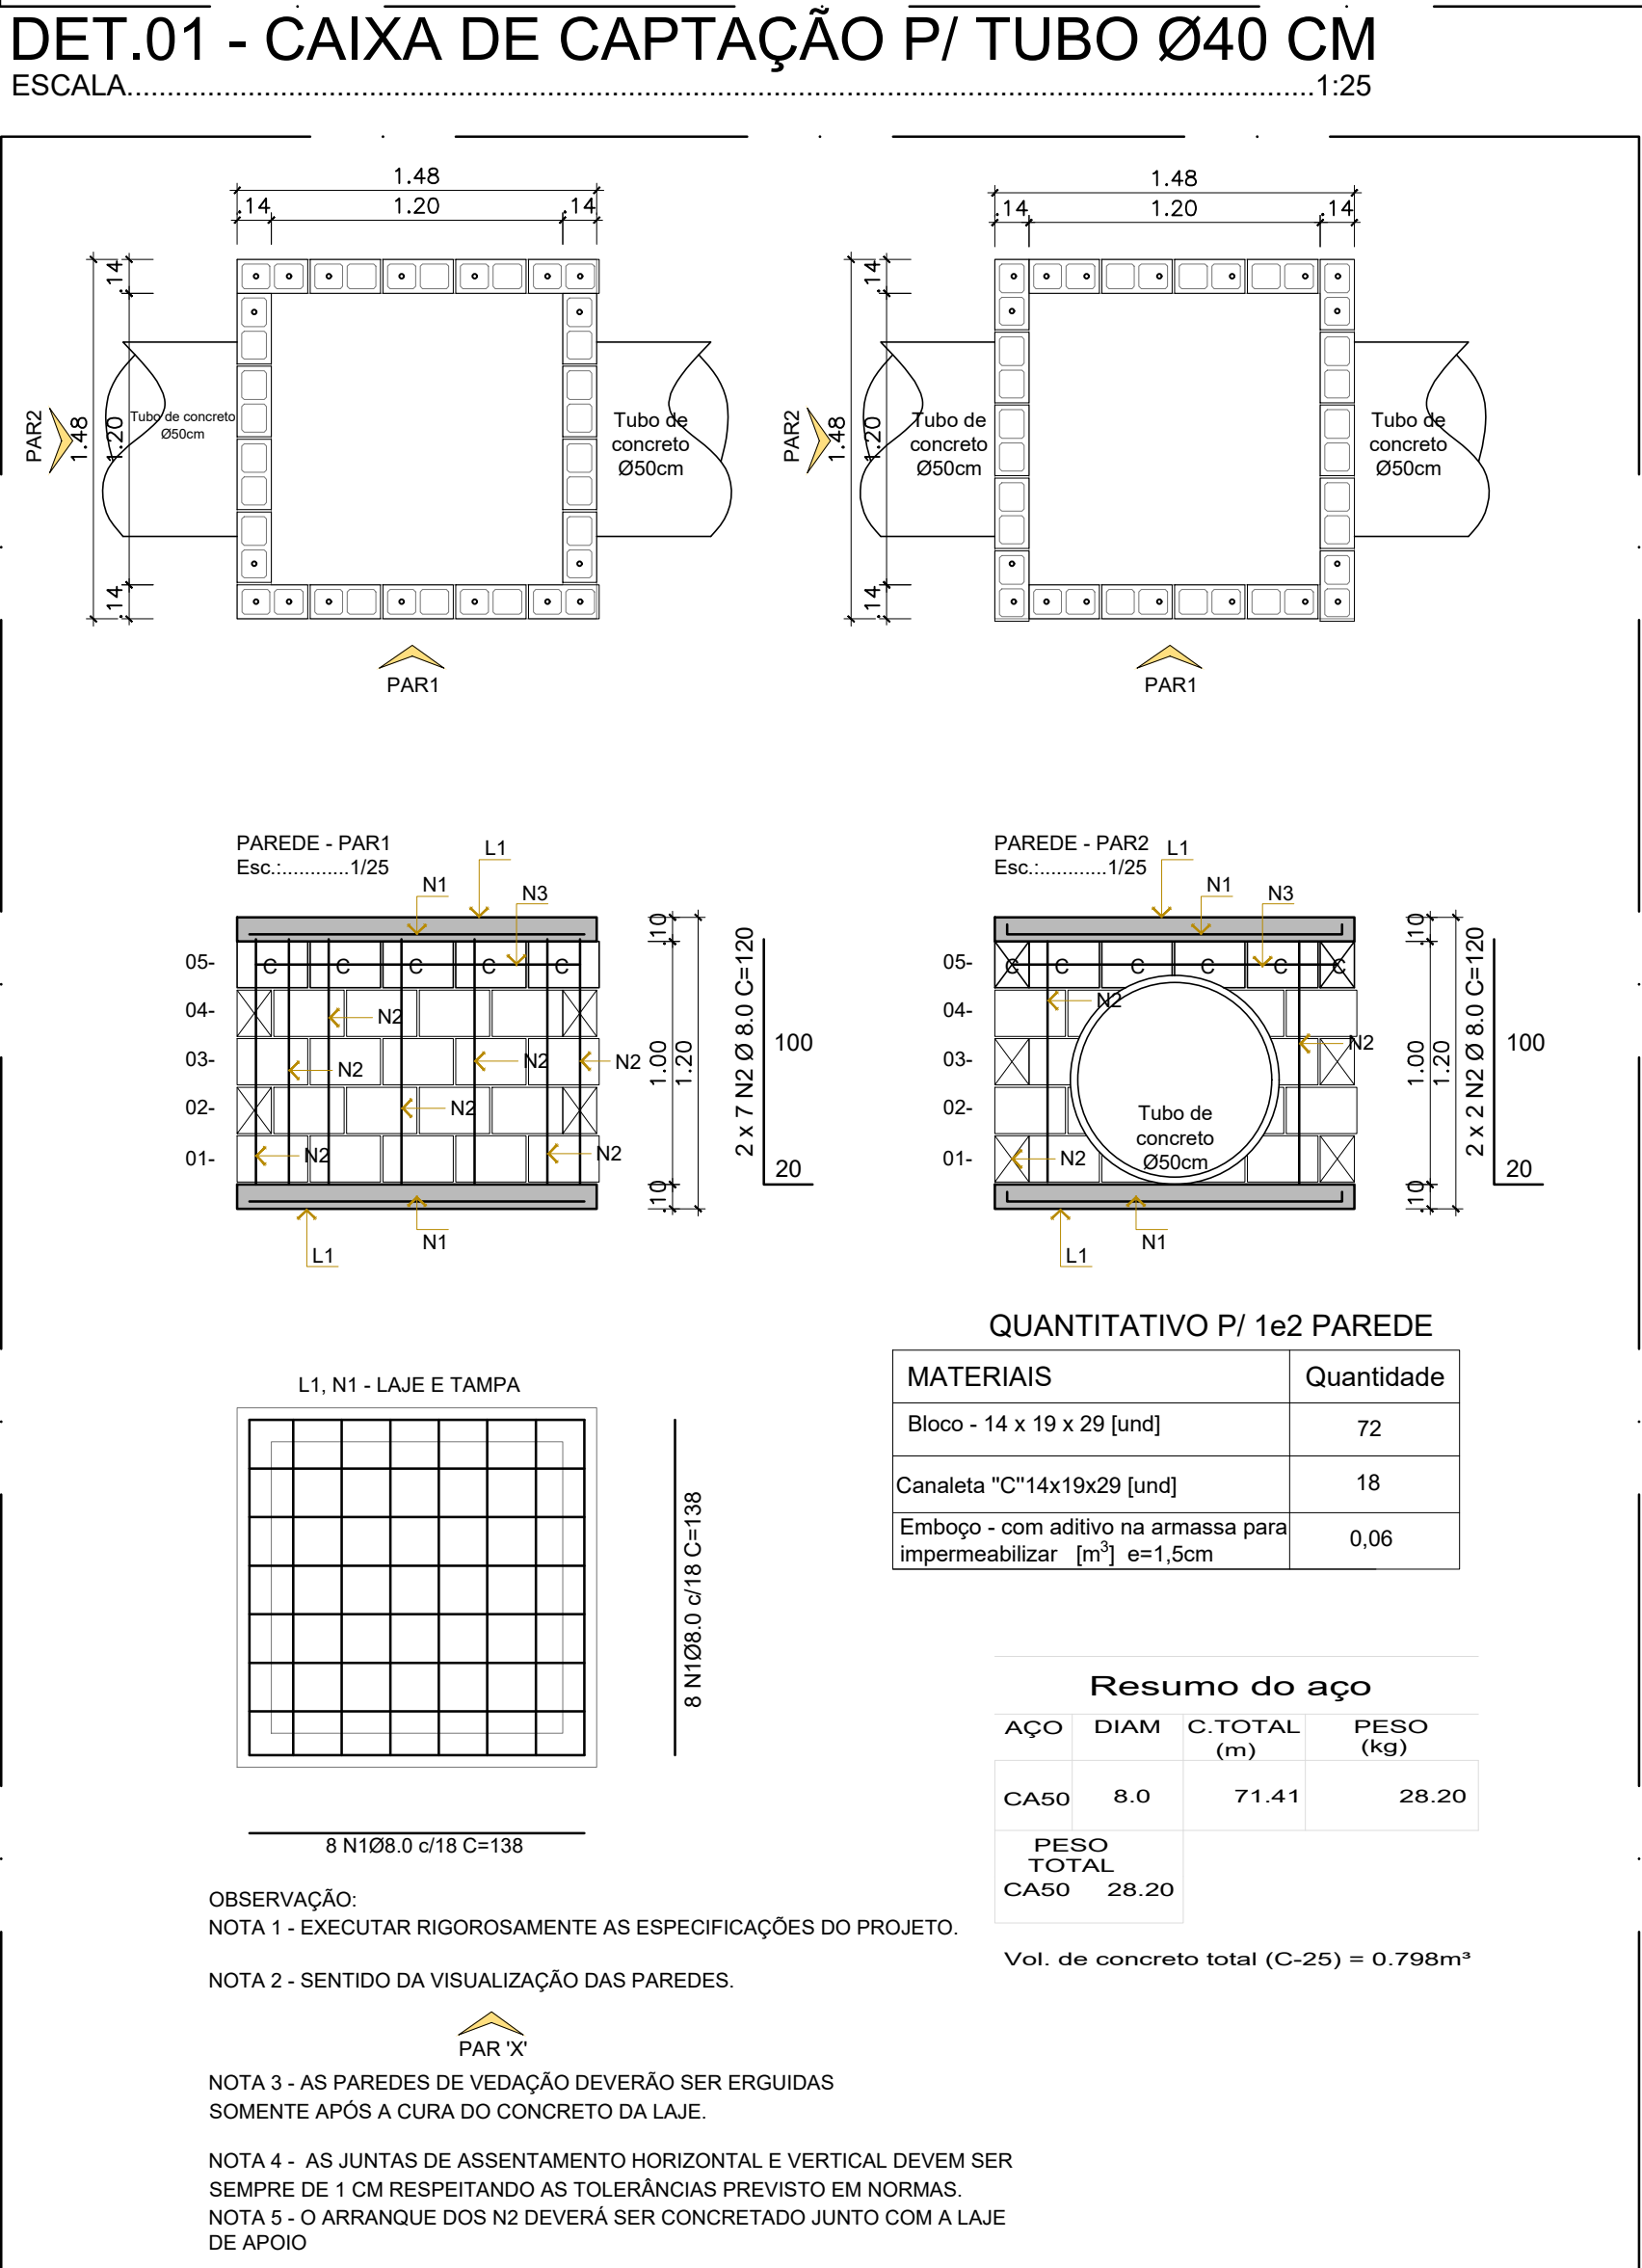 DET.01 - CAIXA DE CAPTAÇÃO P/ TUBO Ø40 CM
ESCALA..........................................................................................................................................1:25
1.48
.14 1.20 .14
.14
1.20
1.48
.14
PAR2
Tubo de concreto
Ø50cm
Tubo de
concreto
Ø50cm
PAR1
1.48
.14 1.20 .14
.14
1.20
1.48
.14
PAR2
Tubo de
concreto
Ø50cm
Tubo de
concreto
Ø50cm
PAR1
PAREDE - PAR1
Esc.:............1/25
L1
N1
N3
05-
C C C C C
04-
N2
03-
N2
N2
N2
02-
N2
01-
N2
N2
L1
N1
.10
1.00
1.20
.10
2 x 7 N2 Ø 8.0 C=120
100
20
PAREDE - PAR2
Esc.:............1/25
L1
N1
N3
05-
C C C C C C
04-
N2
03-
N2
02-
01-
N2
Tubo de
concreto
Ø50cm
L1
N1
.10
1.00
1.20
.10
2 x 2 N2 Ø 8.0 C=120
100
20
L1, N1 - LAJE E TAMPA
8 N1Ø8.0 c/18 C=138
8 N1Ø8.0 c/18 C=138
QUANTITATIVO P/ 1e2 PAREDE
MATERIAIS Quantidade
Bloco - 14 x 19 x 29 [und] 72
Canaleta "C"14x19x29 [und] 18
Emboço - com aditivo na armassa para
impermeabilizar [m³] e=1,5cm 0,06
Resumo do aço
AÇO DIAM C.TOTAL PESO
(m) (kg)
CA50 8.0 71.41 28.20
PESO
TOTAL
CA50 28.20
Vol. de concreto total (C-25) = 0.798m³
OBSERVAÇÃO:
NOTA 1 - EXECUTAR RIGOROSAMENTE AS ESPECIFICAÇÕES DO PROJETO.
NOTA 2 - SENTIDO DA VISUALIZAÇÃO DAS PAREDES.
PAR 'X'
NOTA 3 - AS PAREDES DE VEDAÇÃO DEVERÃO SER ERGUIDAS
SOMENTE APÓS A CURA DO CONCRETO DA LAJE.
NOTA 4 - AS JUNTAS DE ASSENTAMENTO HORIZONTAL E VERTICAL DEVEM SER
SEMPRE DE 1 CM RESPEITANDO AS TOLERÂNCIAS PREVISTO EM NORMAS.
NOTA 5 - O ARRANQUE DOS N2 DEVERÁ SER CONCRETADO JUNTO COM A LAJE
DE APOIO